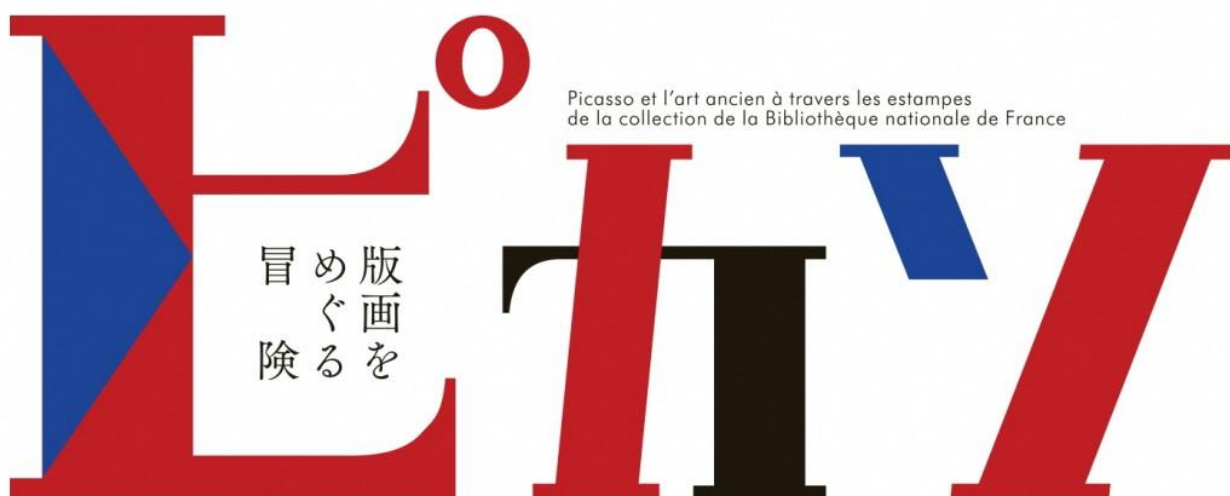 ピカソ
Picasso et l'art ancien à travers les estampes
de la collection de la Bibliothèque nationale de France
版画を
めぐる
冒険